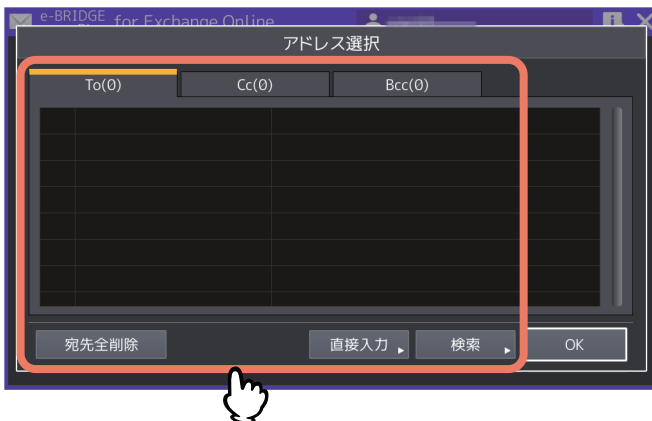 e-BRIDGE for Exchange Online
アドレス選択
To(0) Cc(0) Bcc(0)
宛先全削除 直接入力 検索 OK